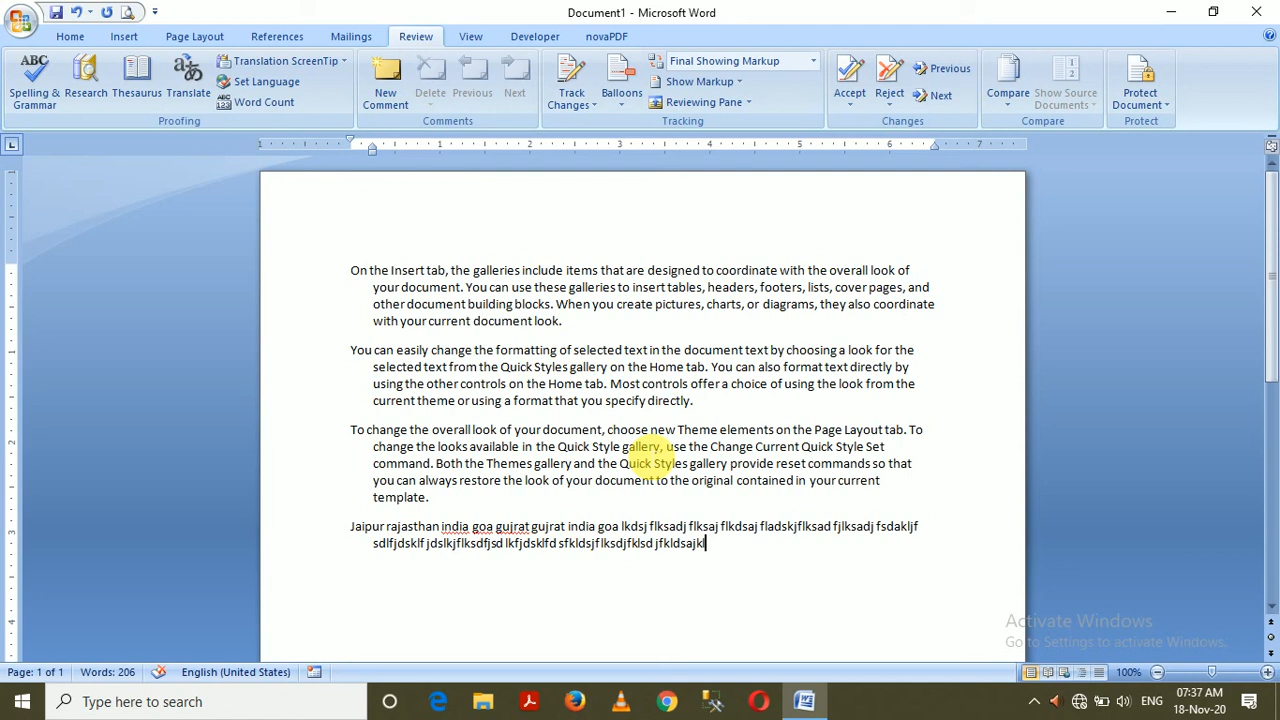 Document1 - Microsoft Word
Home Insert Page Layout References Mailings Review View Developer novaPDF
ABC Spelling & Grammar
Research
Thesaurus
Translate
Translation ScreenTip
Set Language
Word Count
Proofing
New Comment
Delete
Previous
Next
Comments
Track Changes
Balloons
Final Showing Markup
Show Markup
Reviewing Pane
Tracking
Accept
Reject
Previous
Next
Changes
Compare
Show Source Documents
Compare
Protect Document
Protect
1 1 2 3 4 5 6 7
On the Insert tab, the galleries include items that are designed to coordinate with the overall look of
your document. You can use these galleries to insert tables, headers, footers, lists, cover pages, and
other document building blocks. When you create pictures, charts, or diagrams, they also coordinate
with your current document look.
You can easily change the formatting of selected text in the document text by choosing a look for the
selected text from the Quick Styles gallery on the Home tab. You can also format text directly by
using the other controls on the Home tab. Most controls offer a choice of using the look from the
current theme or using a format that you specify directly.
To change the overall look of your document, choose new Theme elements on the Page Layout tab. To
change the looks available in the Quick Style gallery, use the Change Current Quick Style Set
command. Both the Themes gallery and the Quick Styles gallery provide reset commands so that
you can always restore the look of your document to the original contained in your current
template.
Jaipur rajasthan india goa gujrat gujrat india goa lkdsj flksadj flksaj flkdsaj fladskjflksad fjlksadj fsdakljf
sdlfjdsklf jdslkjflksdfjsd lkfjdsklfd sfkldsjflksdjfklsd jfkldsajkl
Activate Windows
Go to Settings to activate Windows.
Page: 1 of 1 Words: 206 English (United States) 100%
Type here to search
ENG
07:37 AM
18-Nov-20